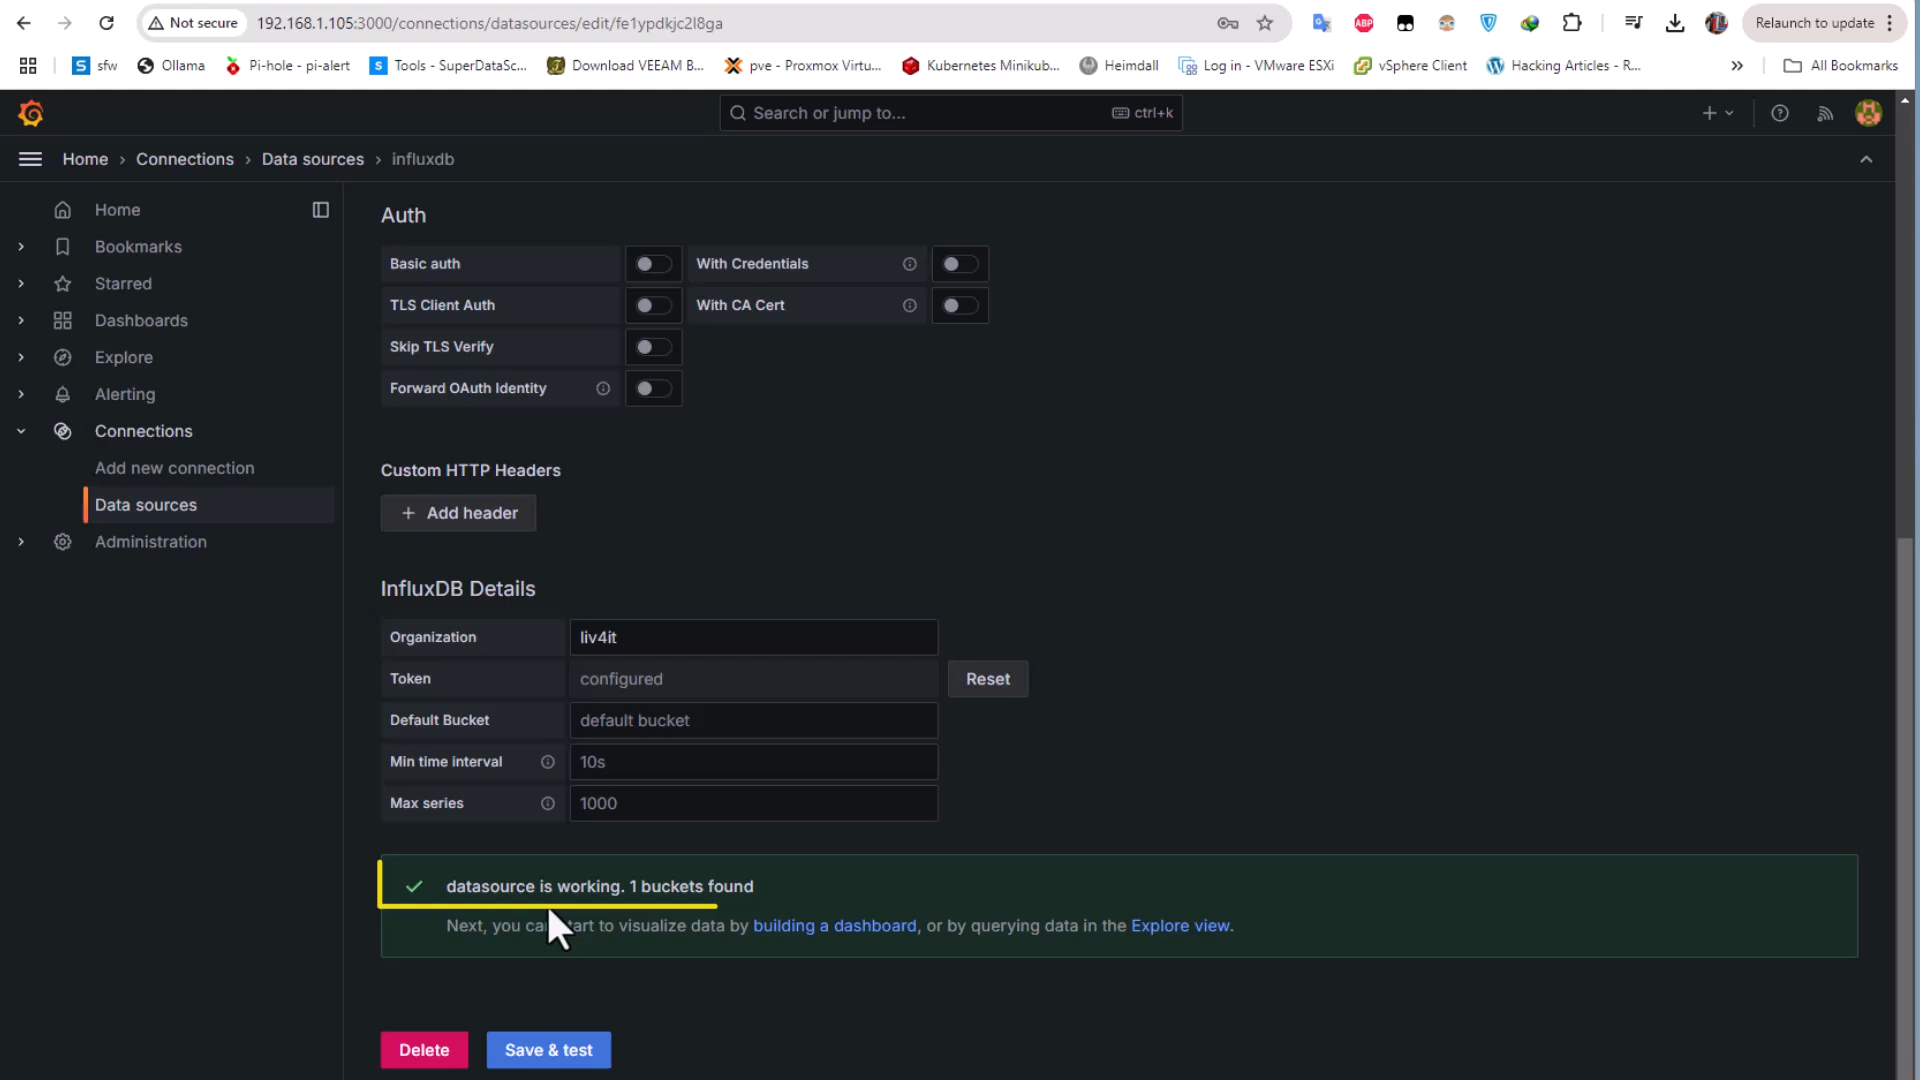 Not secure
192.168.1.105:3000/connections/datasources/edit/fe1ypdkjc2l8ga
ABP
Relaunch to update
S sfw
Ollama
Pi-hole - pi-alert
S Tools - SuperDataSc...
Download VEEAM B...
pve - Proxmox Virtu...
Kubernetes Minikub...
Heimdall
Log in - VMware ESXi
vSphere Client
Hacking Articles - R...
»
All Bookmarks
Search or jump to...
ctrl+k
Home › Connections › Data sources › influxdb
Home
Bookmarks
Starred
Dashboards
Explore
Alerting
Connections
Add new connection
Data sources
Administration
Auth
Basic auth
With Credentials
TLS Client Auth
With CA Cert
Skip TLS Verify
Forward OAuth Identity
Custom HTTP Headers
+ Add header
InfluxDB Details
Organization liv4it
Token configured Reset
Default Bucket default bucket
Min time interval 10s
Max series 1000
datasource is working. 1 buckets found
Next, you can start to visualize data by building a dashboard, or by querying data in the Explore view.
Delete
Save & test